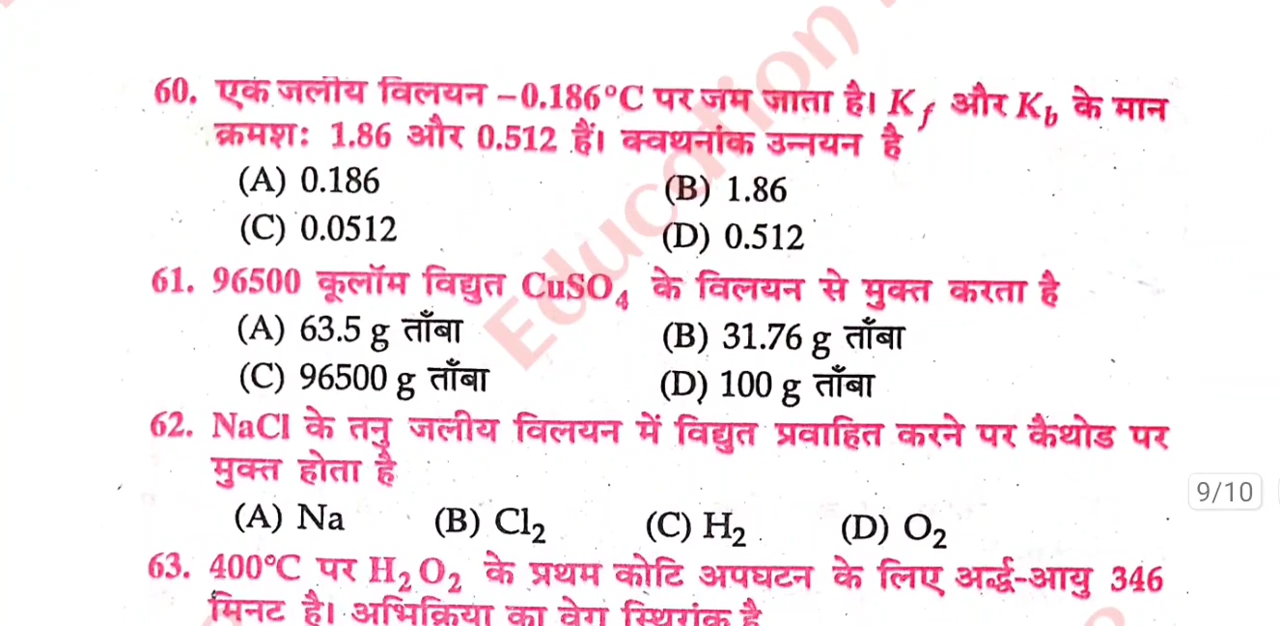 60. एक जलीय विलयन –0.186°C पर जम जाता है। K_f और K_b के मान
क्रमश: 1.86 और 0.512 हैं। क्वथनांक उन्नयन है
(A) 0.186 (B) 1.86
(C) 0.0512 (D) 0.512
61. 96500 कूलॉम विद्युत CuSO₄ के विलयन से मुक्त करता है
(A) 63.5 g ताँबा (B) 31.76 g ताँबा
(C) 96500 g ताँबा (D) 100 g ताँबा
62. NaCl के तनु जलीय विलयन में विद्युत प्रवाहित करने पर कैथोड पर
मुक्त होता है
(A) Na (B) Cl₂ (C) H₂ (D) O₂
9/10
63. 400°C पर H₂O₂ के प्रथम कोटि अपघटन के लिए अर्द्ध-आयु 346
मिनट है। अभिक्रिया का वेग स्थिरांक है
Education